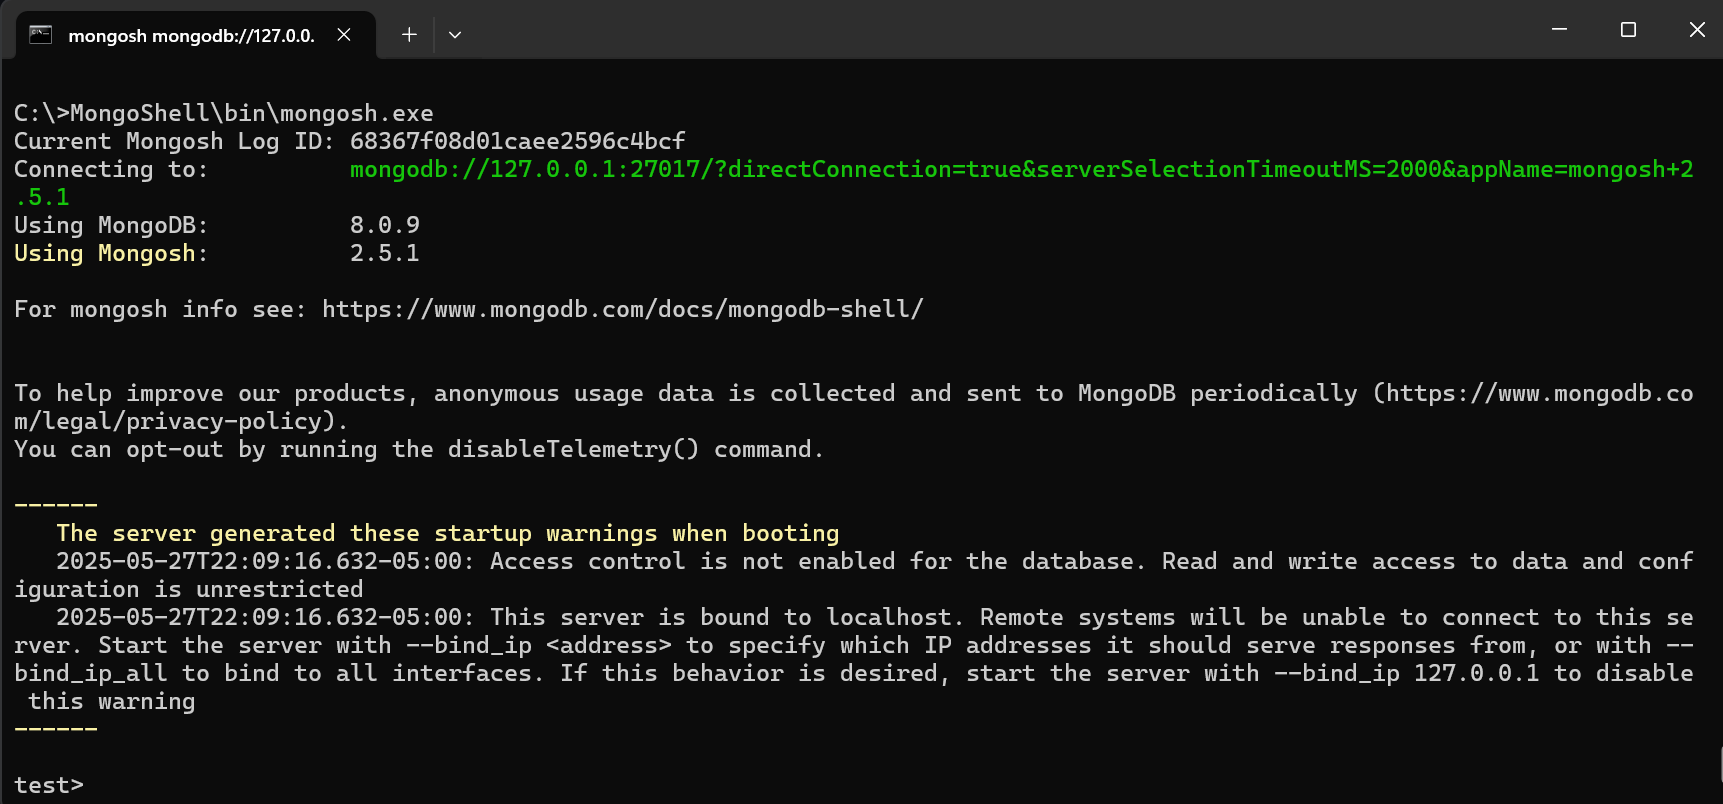 mongosh mongodb://127.0.0.
C:\>MongoShell\bin\mongosh.exe
Current Mongosh Log ID: 68367f08d01caee2596c4bcf
Connecting to:          mongodb://127.0.0.1:27017/?directConnection=true&serverSelectionTimeoutMS=2000&appName=mongosh+2
.5.1
Using MongoDB:          8.0.9
Using Mongosh:          2.5.1
For mongosh info see: https://www.mongodb.com/docs/mongodb-shell/
To help improve our products, anonymous usage data is collected and sent to MongoDB periodically (https://www.mongodb.co
m/legal/privacy-policy).
You can opt-out by running the disableTelemetry() command.
------
   The server generated these startup warnings when booting
   2025-05-27T22:09:16.632-05:00: Access control is not enabled for the database. Read and write access to data and conf
iguration is unrestricted
   2025-05-27T22:09:16.632-05:00: This server is bound to localhost. Remote systems will be unable to connect to this se
rver. Start the server with --bind_ip <address> to specify which IP addresses it should serve responses from, or with --
bind_ip_all to bind to all interfaces. If this behavior is desired, start the server with --bind_ip 127.0.0.1 to disable
 this warning
------
test>